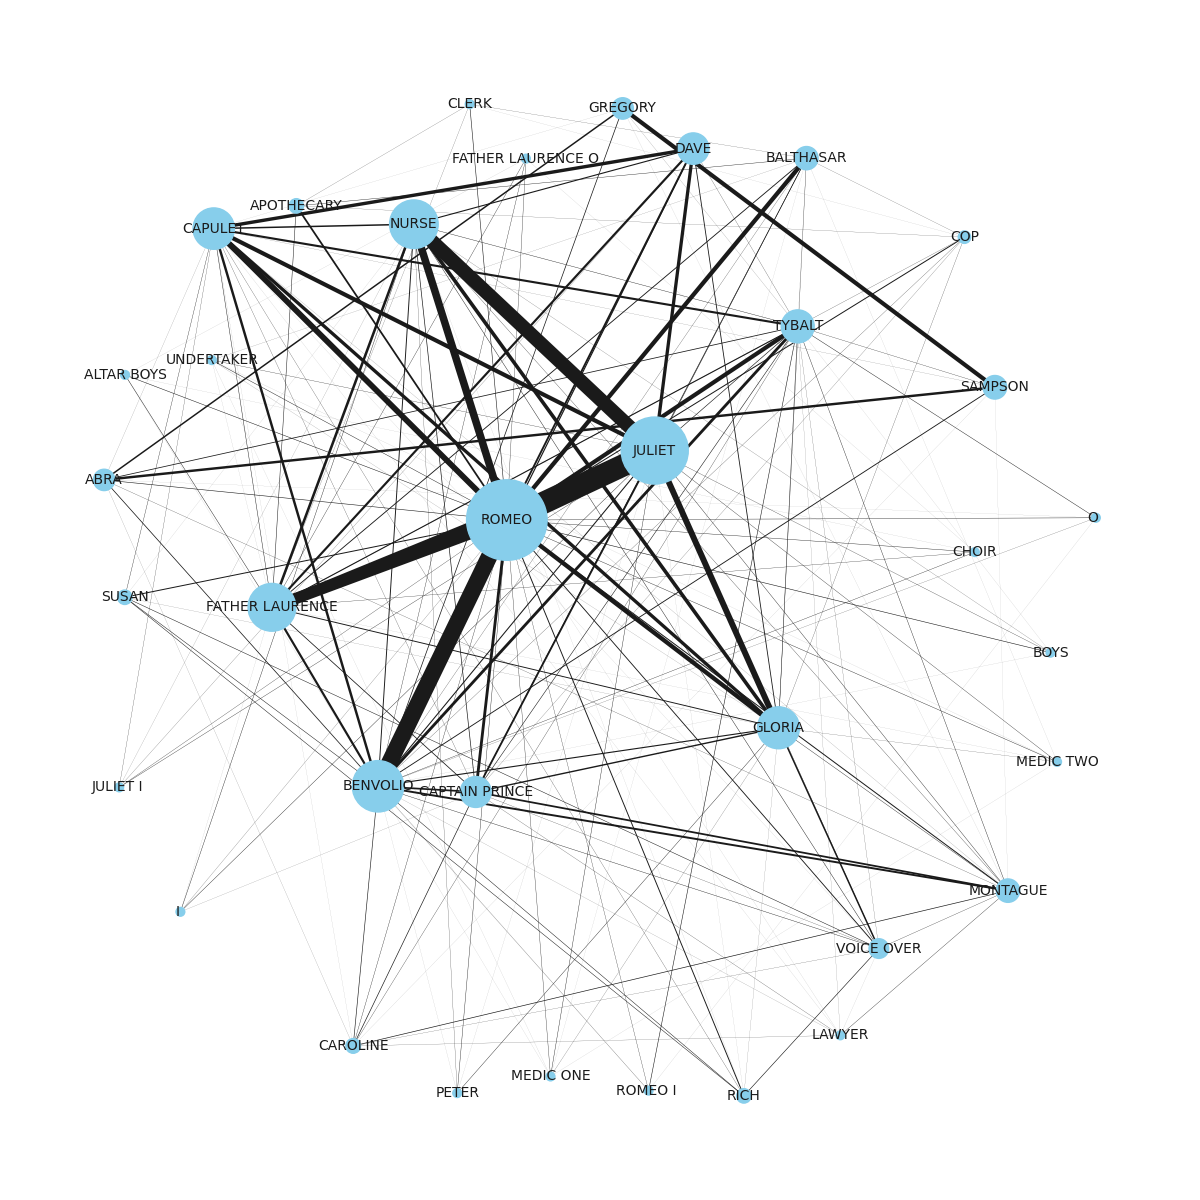 CLERK
GREGORY
DAVE
FATHER LAURENCE O
BALTHASAR
APOTHECARY
CAPULET
NURSE
COP
TYBALT
UNDERTAKER
ALTAR BOYS
SAMPSON
JULIET
ABRA
ROMEO
O
CHOIR
SUSAN
FATHER LAURENCE
BOYS
GLORIA
MEDIC TWO
JULIET I
BENVOLIO
CAPTAIN PRINCE
MONTAGUE
I
VOICE OVER
LAWYER
CAROLINE
MEDIC ONE
PETER
ROMEO I
RICH